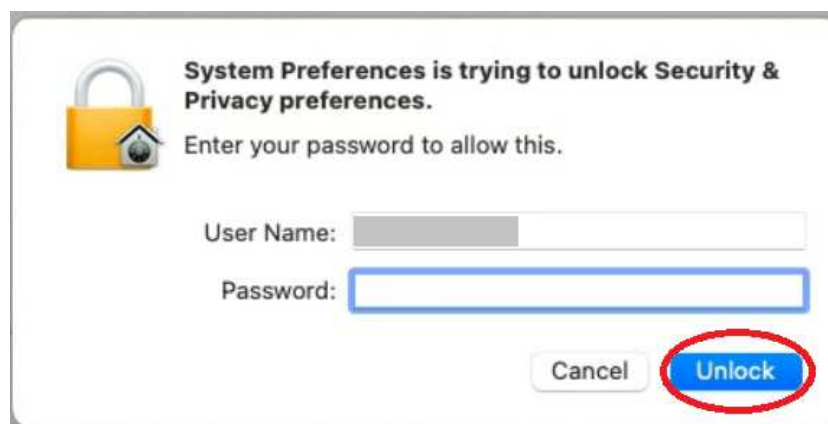 System Preferences is trying to unlock Security &
Privacy preferences.
Enter your password to allow this.
User Name:
Password:
Cancel
Unlock